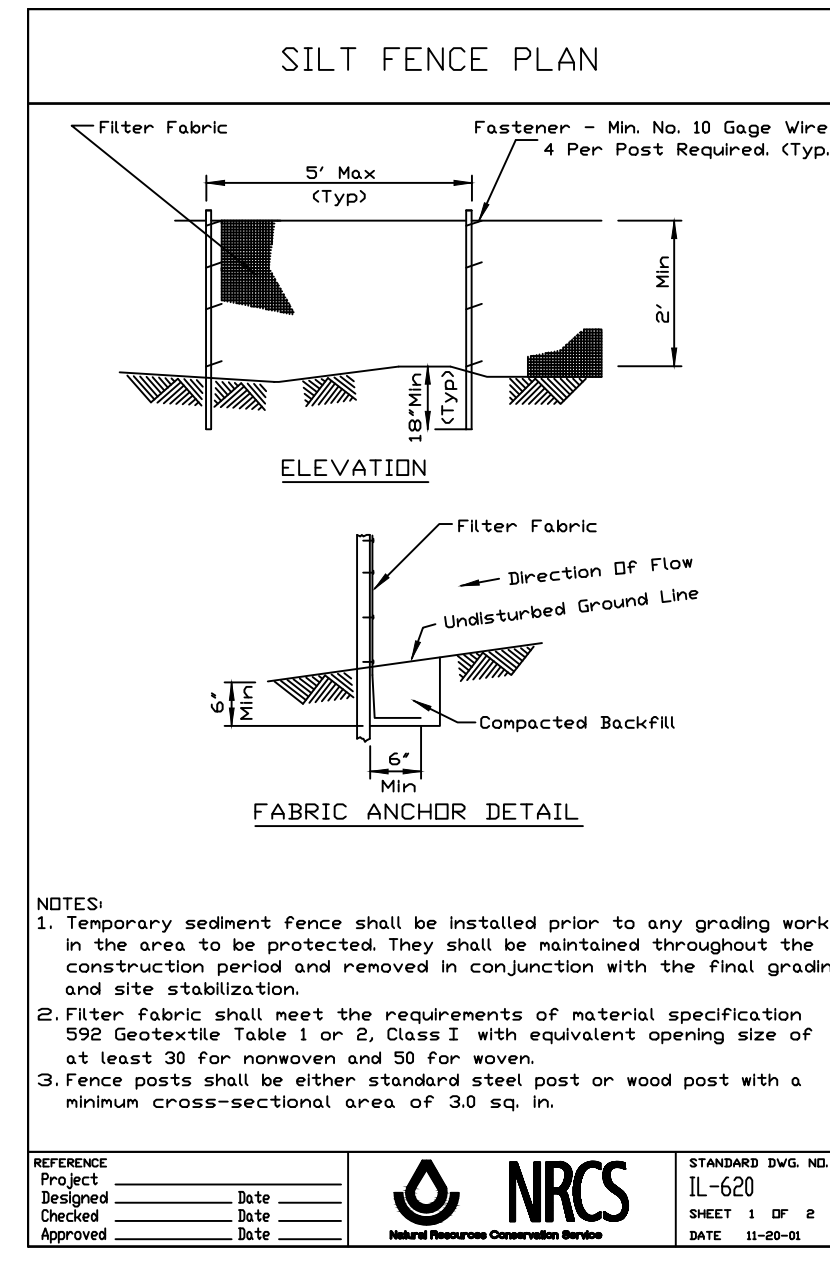 SILT FENCE PLAN
Filter Fabric
Fastener - Min. No. 10 Gage Wire
4 Per Post Required. (Typ.
5' Max
(Typ)
2' Min
18"Min
(Typ)
ELEVATION
Filter Fabric
Direction Of Flow
Undisturbed Ground Line
6"
Min
Compacted Backfill
6"
Min
FABRIC ANCHOR DETAIL
NOTES:
1. Temporary sediment fence shall be installed prior to any grading work
in the area to be protected. They shall be maintained throughout the
construction period and removed in conjunction with the final gradin
and site stabilization.
2. Filter fabric shall meet the requirements of material specification
592 Geotextile Table 1 or 2, Class I with equivalent opening size of
at least 30 for nonwoven and 50 for woven.
3. Fence posts shall be either standard steel post or wood post with a
minimum cross-sectional area of 3.0 sq. in.
REFERENCE
Project
Designed Date
Checked Date
Approved Date
NRCS
Natural Resources Conservation Service
STANDARD DWG. NO.
IL-620
SHEET 1 OF 2
DATE 11-20-01